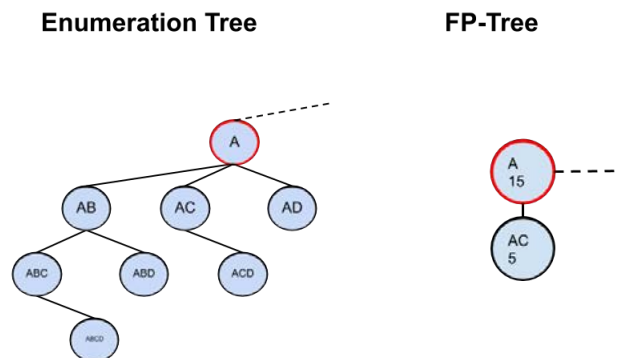 Enumeration Tree
FP-Tree
A
AB
AC
AD
ABC
ABD
ACD
ABCD
A
15
AC
5